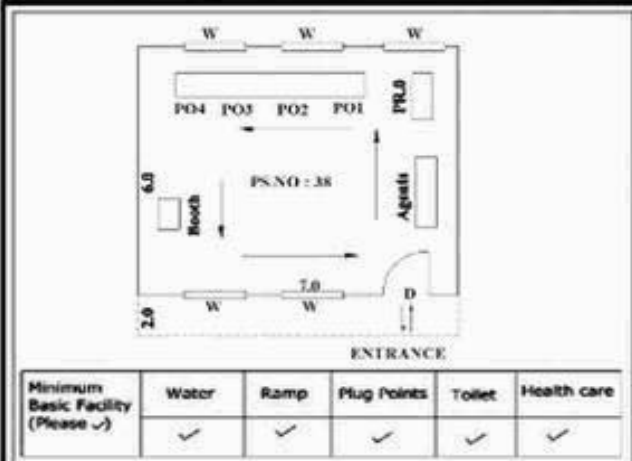 W W W
PO4 PO3 PO2 PO1
PR.O
6.0
PS.NO : 38
Booth
Agents
7.0
W W D
2.0
ENTRANCE
Minimum Basic Facility (Please ✓)
Water Ramp Plug Points Toilet Health care
✓ ✓ ✓ ✓ ✓